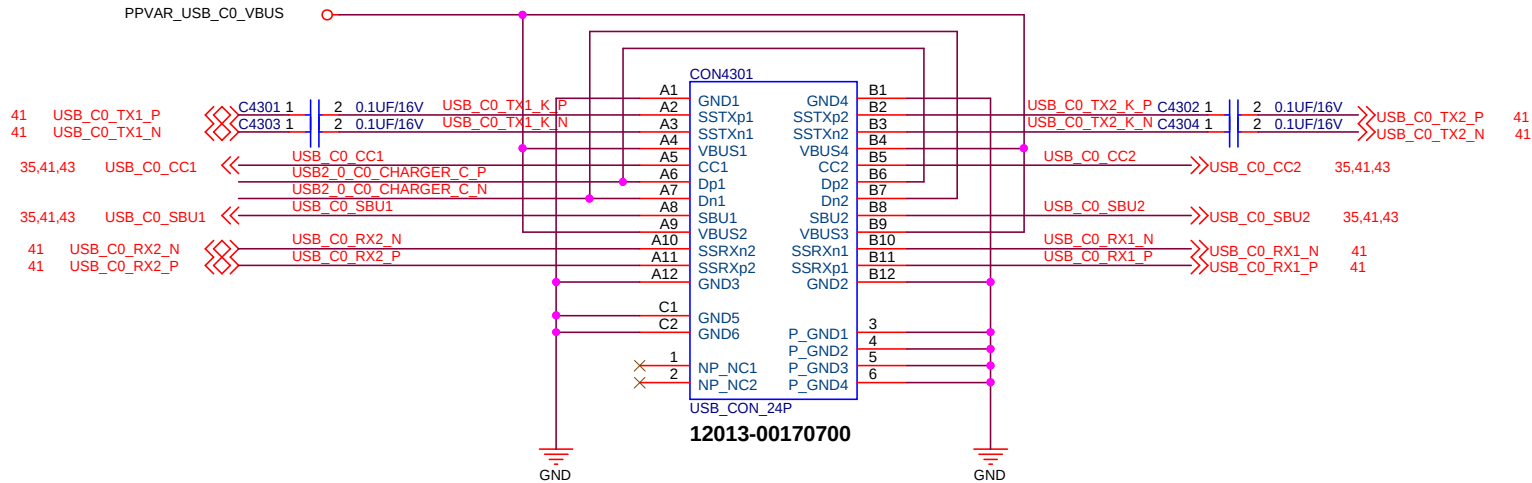 PPVAR_USB_C0_VBUS
CON4301
A1 GND1 GND4 B1
41 USB_C0_TX1_P C4301 1 2 0.1UF/16V USB_C0_TX1_K_P A2 SSTXp1 SSTXp2 B2 USB_C0_TX2_K_P C4302 1 2 0.1UF/16V USB_C0_TX2_P 41
41 USB_C0_TX1_N C4303 1 2 0.1UF/16V USB_C0_TX1_K_N A3 SSTXn1 SSTXn2 B3 USB_C0_TX2_K_N C4304 1 2 0.1UF/16V USB_C0_TX2_N 41
A4 VBUS1 VBUS4 B4
35,41,43 USB_C0_CC1 USB_C0_CC1 A5 CC1 CC2 B5 USB_C0_CC2 USB_C0_CC2 35,41,43
USB2_0_C0_CHARGER_C_P A6 Dp1 Dp2 B6
USB2_0_C0_CHARGER_C_N A7 Dn1 Dn2 B7
35,41,43 USB_C0_SBU1 USB_C0_SBU1 A8 SBU1 SBU2 B8 USB_C0_SBU2 USB_C0_SBU2 35,41,43
A9 VBUS2 VBUS3 B9
41 USB_C0_RX2_N USB_C0_RX2_N A10 SSRXn2 SSRXn1 B10 USB_C0_RX1_N USB_C0_RX1_N 41
41 USB_C0_RX2_P USB_C0_RX2_P A11 SSRXp2 SSRXp1 B11 USB_C0_RX1_P USB_C0_RX1_P 41
A12 GND3 GND2 B12
C1 GND5
C2 GND6 P_GND1 3
P_GND2 4
1 NP_NC1 P_GND3 5
2 NP_NC2 P_GND4 6
USB_CON_24P
12013-00170700
GND GND